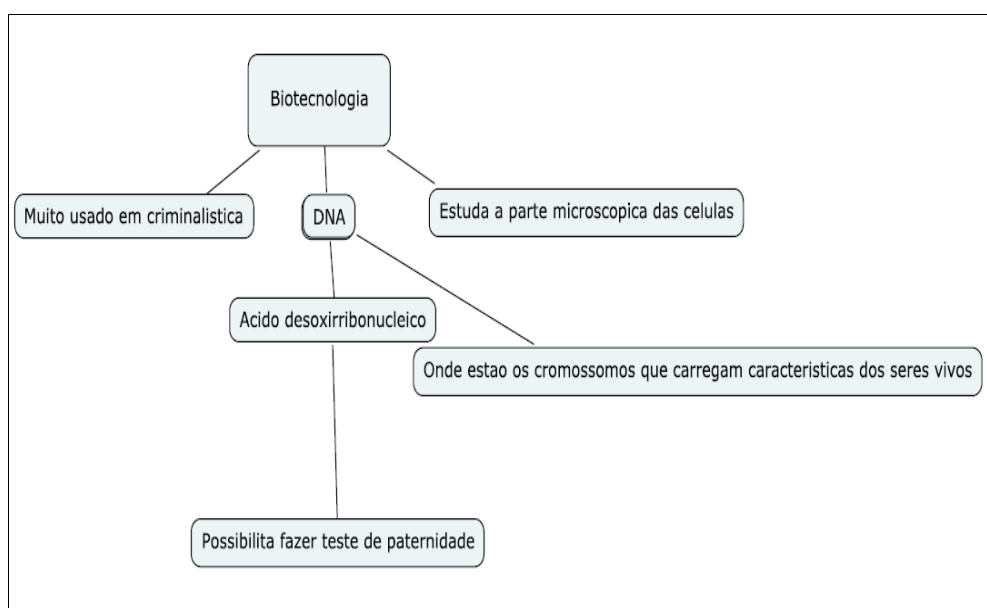 Biotecnologia
Muito usado em criminalistica
DNA
Estuda a parte microscopica das celulas
Acido desoxirribonucleico
Onde estao os cromossomos que carregam caracteristicas dos seres vivos
Possibilita fazer teste de paternidade